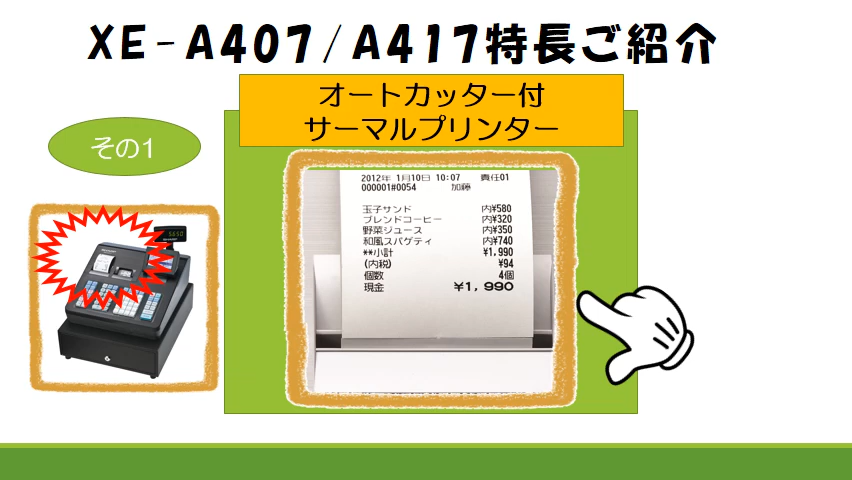 XE-A407/A417特長ご紹介
オートカッター付
サーマルプリンター
その1
2012年 1月10日 10:07 責任01
000001#0054 加藤
玉子サンド 内¥580
ブレンドコーヒー 内¥320
野菜ジュース 内¥350
和風スパゲティ 内¥740
**小計 ¥1,990
(内税) ¥94
個数 4個
現金 ¥1,990